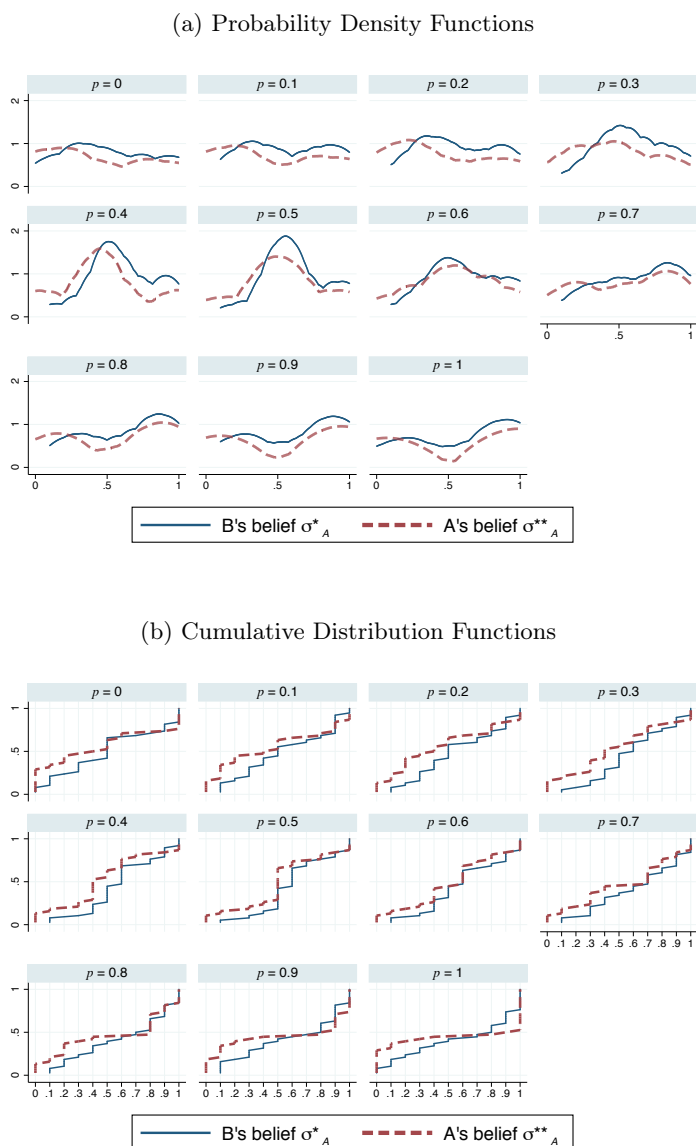 (a) Probability Density Functions
p = 0 p = 0.1 p = 0.2 p = 0.3
0 1 2
p = 0.4 p = 0.5 p = 0.6 p = 0.7
0 1 2
0 .5 1
p = 0.8 p = 0.9 p = 1
0 1 2
0 .5 1 0 .5 1 0 .5 1
B's belief σ*A A's belief σ**A
(b) Cumulative Distribution Functions
p = 0 p = 0.1 p = 0.2 p = 0.3
0 .5 1
p = 0.4 p = 0.5 p = 0.6 p = 0.7
0 .5 1
0 .1 .2 .3 .4 .5 .6 .7 .8 .9 1
p = 0.8 p = 0.9 p = 1
0 .5 1
0 .1 .2 .3 .4 .5 .6 .7 .8 .9 1 0 .1 .2 .3 .4 .5 .6 .7 .8 .9 1 0 .1 .2 .3 .4 .5 .6 .7 .8 .9 1
B's belief σ*A A's belief σ**A